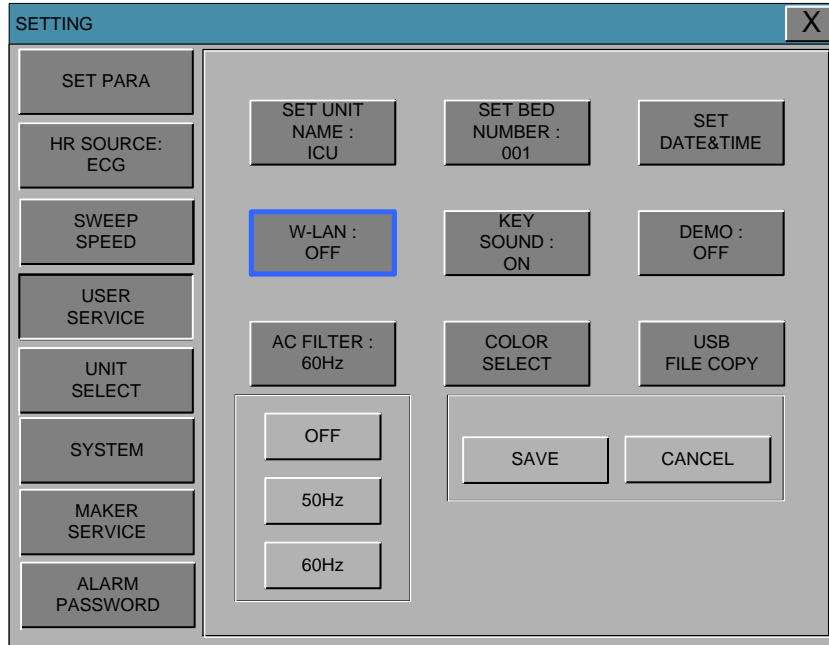 SETTING
X
SET PARA
HR SOURCE:
ECG
SWEEP
SPEED
USER
SERVICE
UNIT
SELECT
SYSTEM
MAKER
SERVICE
ALARM
PASSWORD
SET UNIT
NAME :
ICU
SET BED
NUMBER :
001
SET
DATE&TIME
W-LAN :
OFF
KEY
SOUND :
ON
DEMO :
OFF
AC FILTER :
60Hz
COLOR
SELECT
USB
FILE COPY
OFF
50Hz
60Hz
SAVE
CANCEL